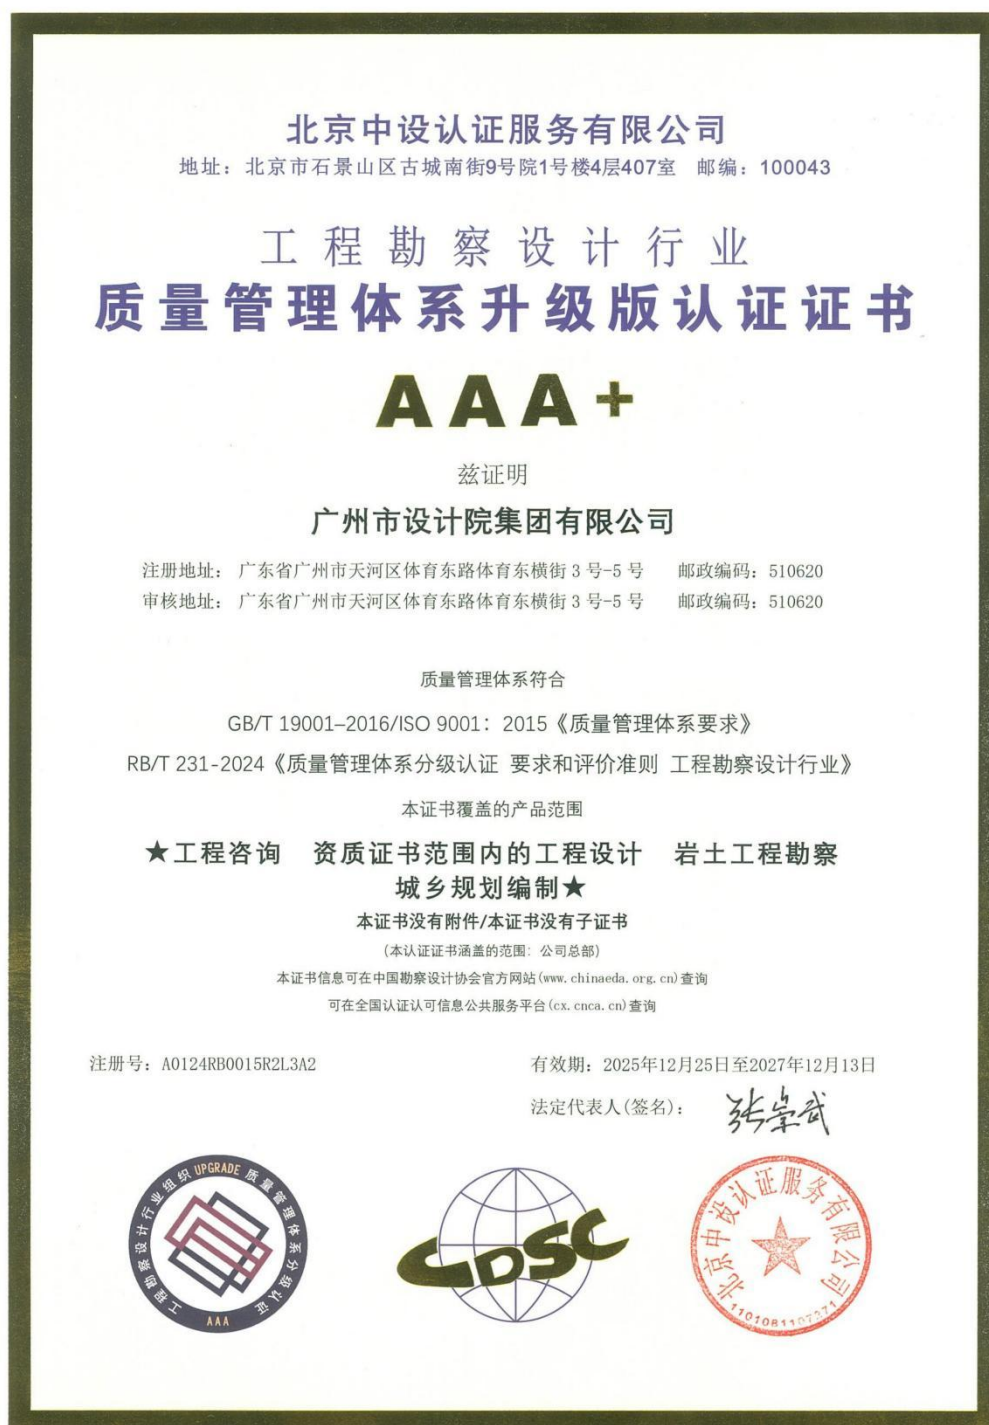 北京中设认证服务有限公司
地址：北京市石景山区古城南街9号院1号楼4层407室 邮编：100043
工程勘察设计行业
质量管理体系升级版认证证书
AAA+
兹证明
广州市设计院集团有限公司
注册地址： 广东省广州市天河区体育东路体育东横街 3 号-5 号 邮政编码：510620
审核地址： 广东省广州市天河区体育东路体育东横街 3 号-5 号 邮政编码：510620
质量管理体系符合
GB/T 19001–2016/ISO 9001：2015《质量管理体系要求》
RB/T 231-2024《质量管理体系分级认证 要求和评价准则 工程勘察设计行业》
本证书覆盖的产品范围
★工程咨询 资质证书范围内的工程设计 岩土工程勘察
城乡规划编制★
本证书没有附件/本证书没有子证书
(本认证证书涵盖的范围：公司总部)
本证书信息可在中国勘察设计协会官方网站(www.chinaeda.org.cn)查询
可在全国认证认可信息公共服务平台(cx.cnca.cn)查询
注册号：A0124RB0015R2L3A2
有效期：2025年12月25日至2027年12月13日
法定代表人(签名)： 张崇武
工程勘察设计行业组织 UPGRADE 质量管理体系分级认证
AAA
CDSC
北京中设认证服务有限公司
1101081107371